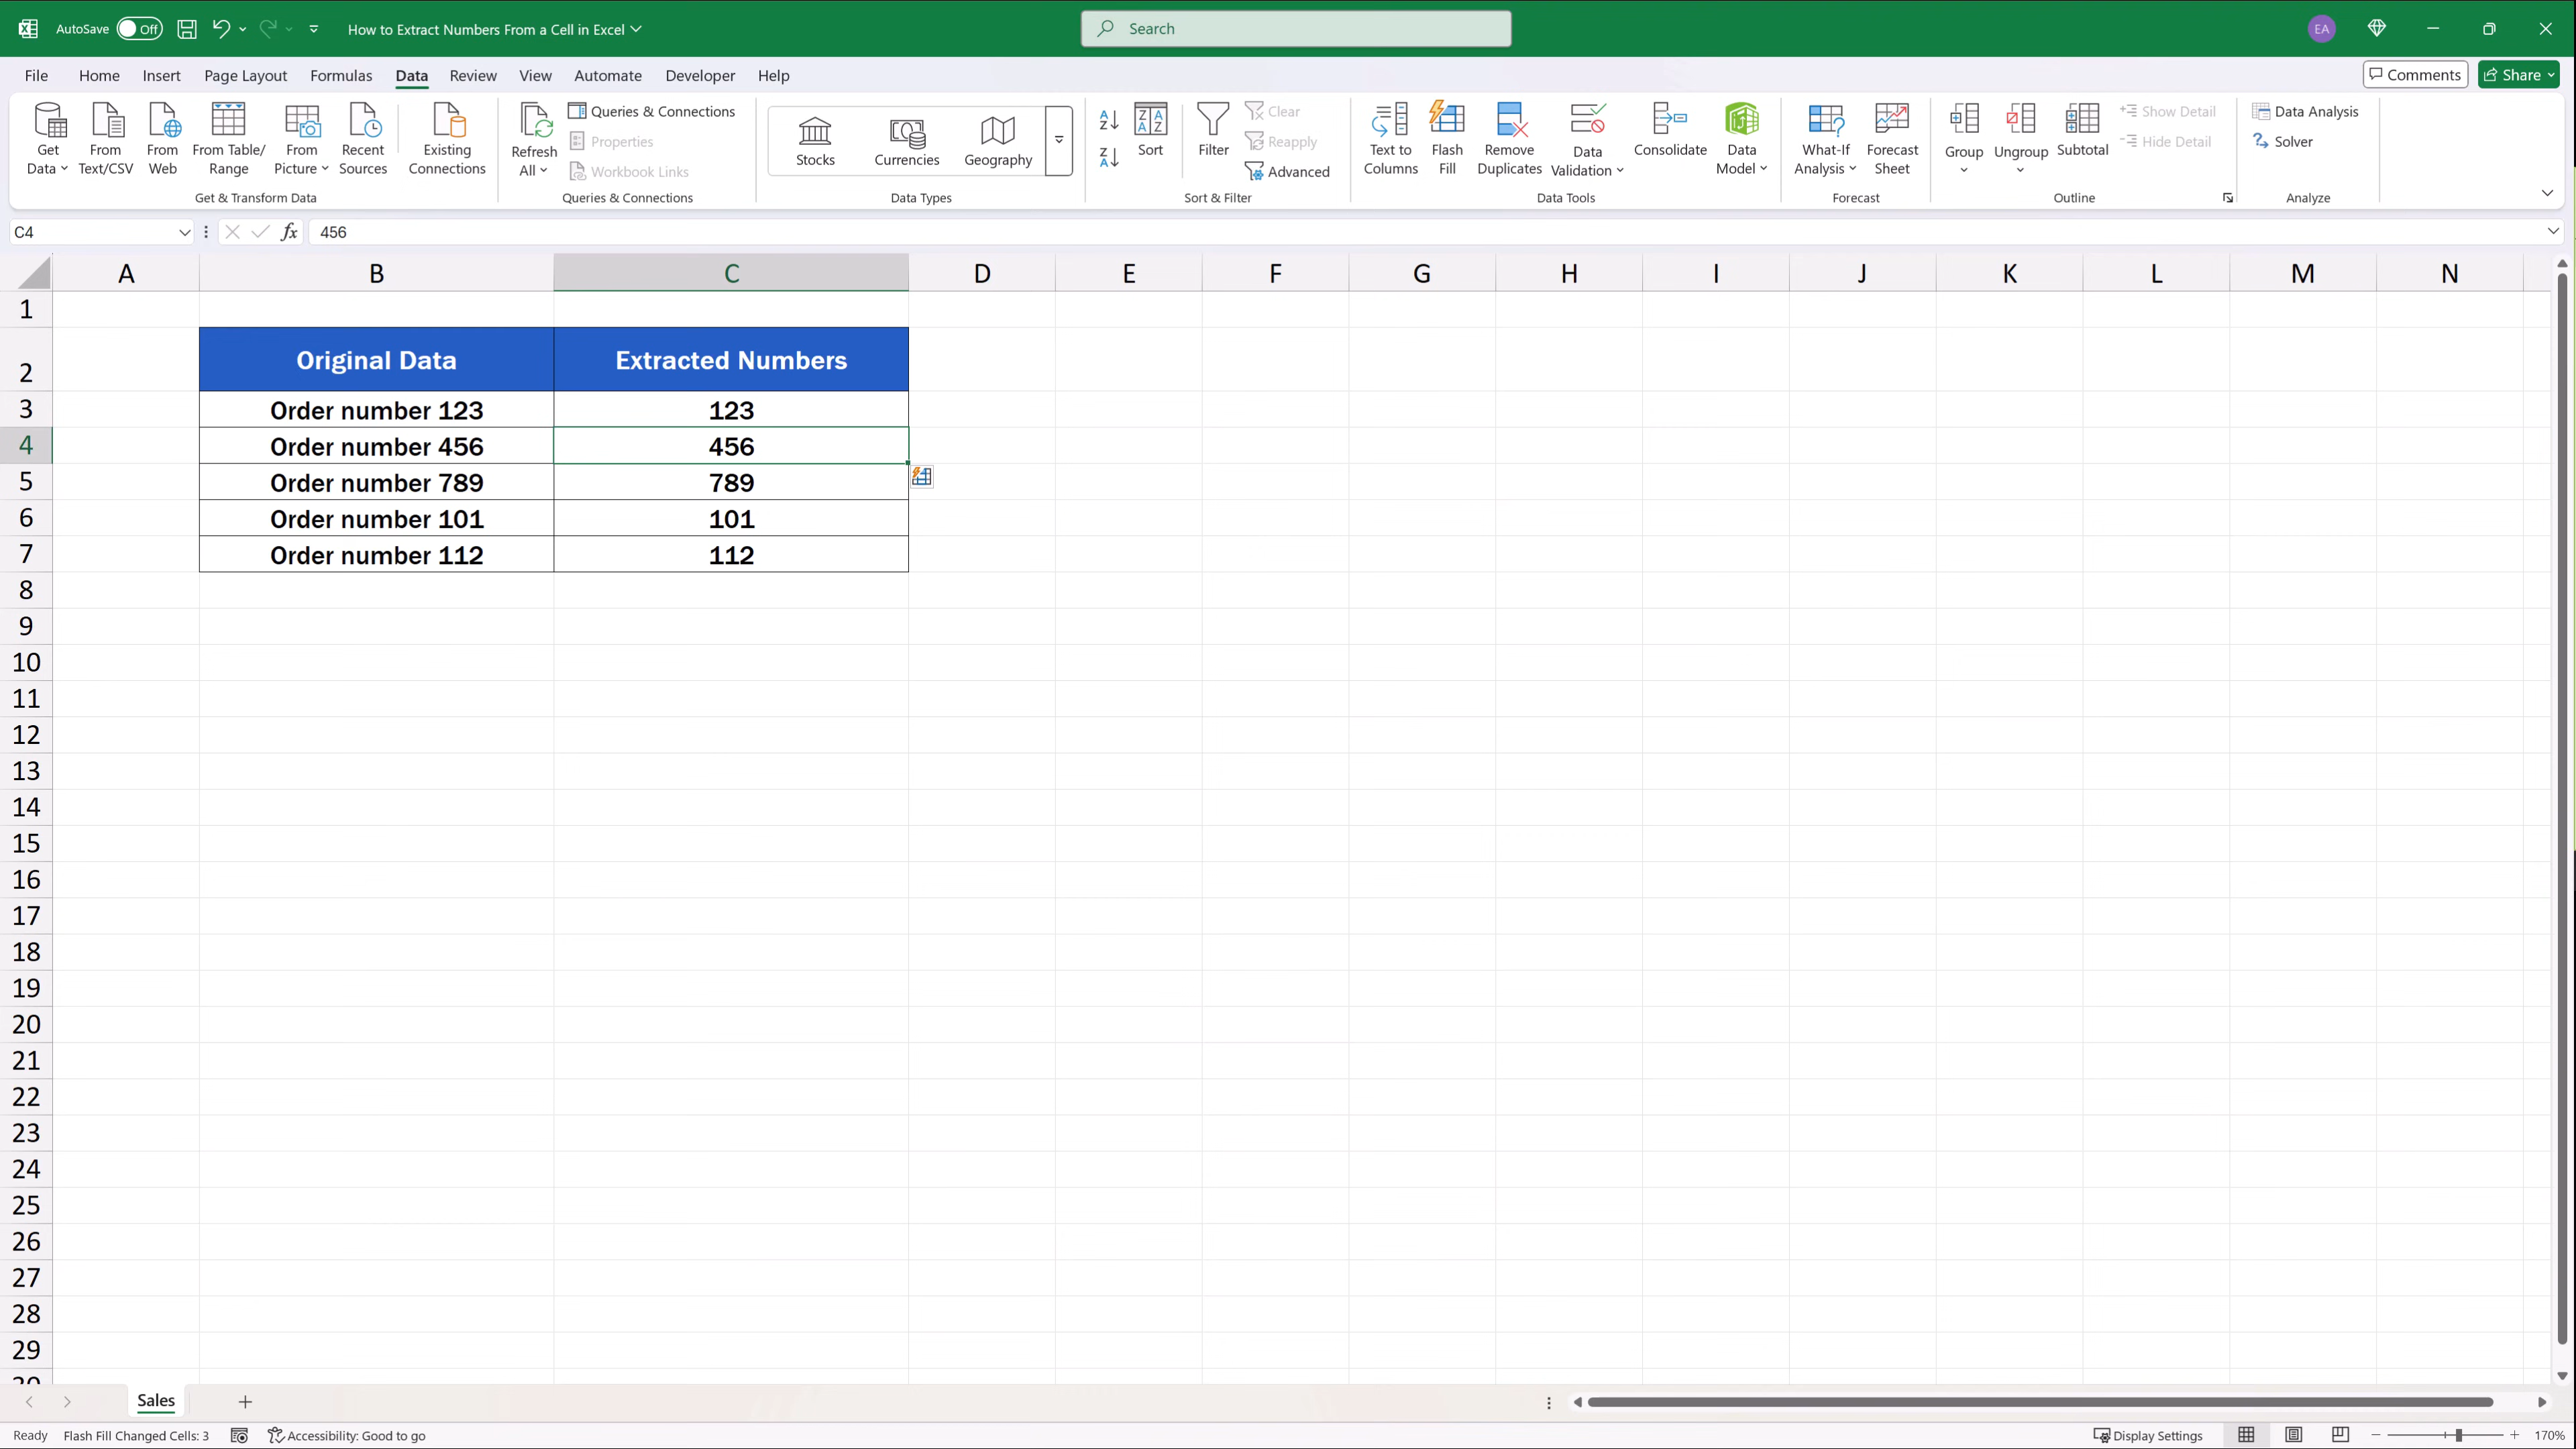 AutoSave Off How to Extract Numbers From a Cell in Excel Search EA
File Home Insert Page Layout Formulas Data Review View Automate Developer Help Comments Share
Get Data From Text/CSV From Web From Table/Range From Picture Recent Sources Existing Connections
Get & Transform Data
Refresh All Queries & Connections
Properties
Workbook Links
Queries & Connections
Stocks Currencies Geography
Data Types
Sort Filter Clear
Reapply
Advanced
Sort & Filter
Text to Columns Flash Fill Remove Duplicates Data Validation Consolidate Data Model
Data Tools
What-If Analysis Forecast Sheet
Forecast
Group Ungroup Subtotal Show Detail
Hide Detail
Outline
Data Analysis
Solver
Analyze
C4 fx 456
A B C D E F G H I J K L M N
1
2 Original Data Extracted Numbers
3 Order number 123 123
4 Order number 456 456
5 Order number 789 789
6 Order number 101 101
7 Order number 112 112
8
9
10
11
12
13
14
15
16
17
18
19
20
21
22
23
24
25
26
27
28
29
Sales
Ready Flash Fill Changed Cells: 3 Accessibility: Good to go Display Settings 170%